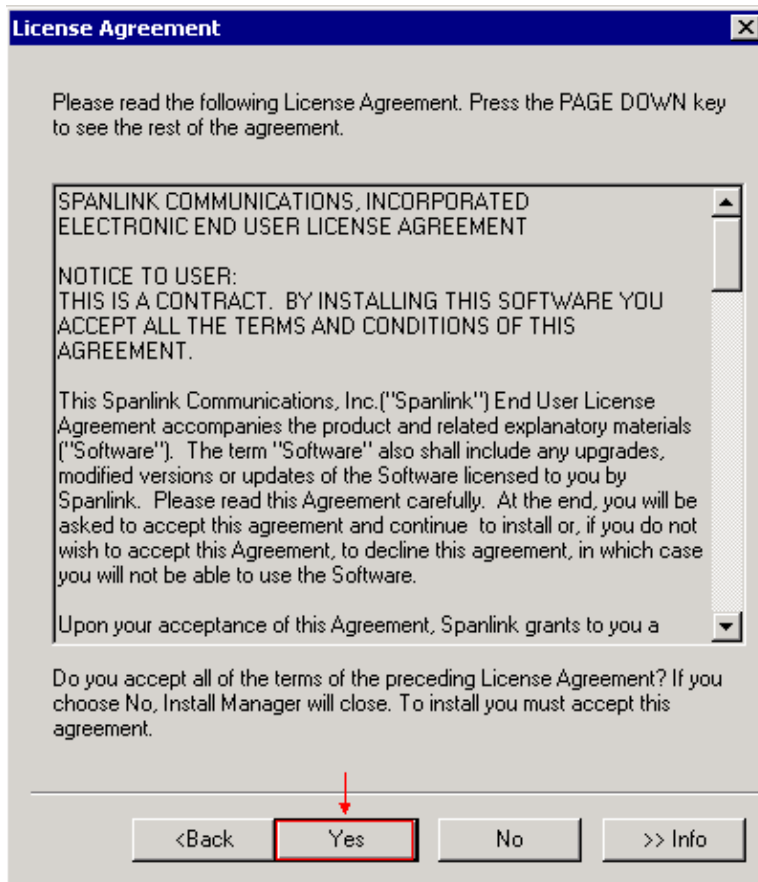 License Agreement
Please read the following License Agreement. Press the PAGE DOWN key
to see the rest of the agreement.
SPANLINK COMMUNICATIONS, INCORPORATED
ELECTRONIC END USER LICENSE AGREEMENT
NOTICE TO USER:
THIS IS A CONTRACT.  BY INSTALLING THIS SOFTWARE YOU
ACCEPT ALL THE TERMS AND CONDITIONS OF THIS
AGREEMENT.
This Spanlink Communications, Inc.("Spanlink") End User License
Agreement accompanies the product and related explanatory materials
("Software").  The term "Software" also shall include any upgrades,
modified versions or updates of the Software licensed to you by
Spanlink.  Please read this Agreement carefully.  At the end, you will be
asked to accept this agreement and continue  to install or, if you do not
wish to accept this Agreement, to decline this agreement, in which case
you will not be able to use the Software.
Upon your acceptance of this Agreement, Spanlink grants to you a
Do you accept all of the terms of the preceding License Agreement? If you
choose No, Install Manager will close. To install you must accept this
agreement.
<Back
Yes
No
>> Info